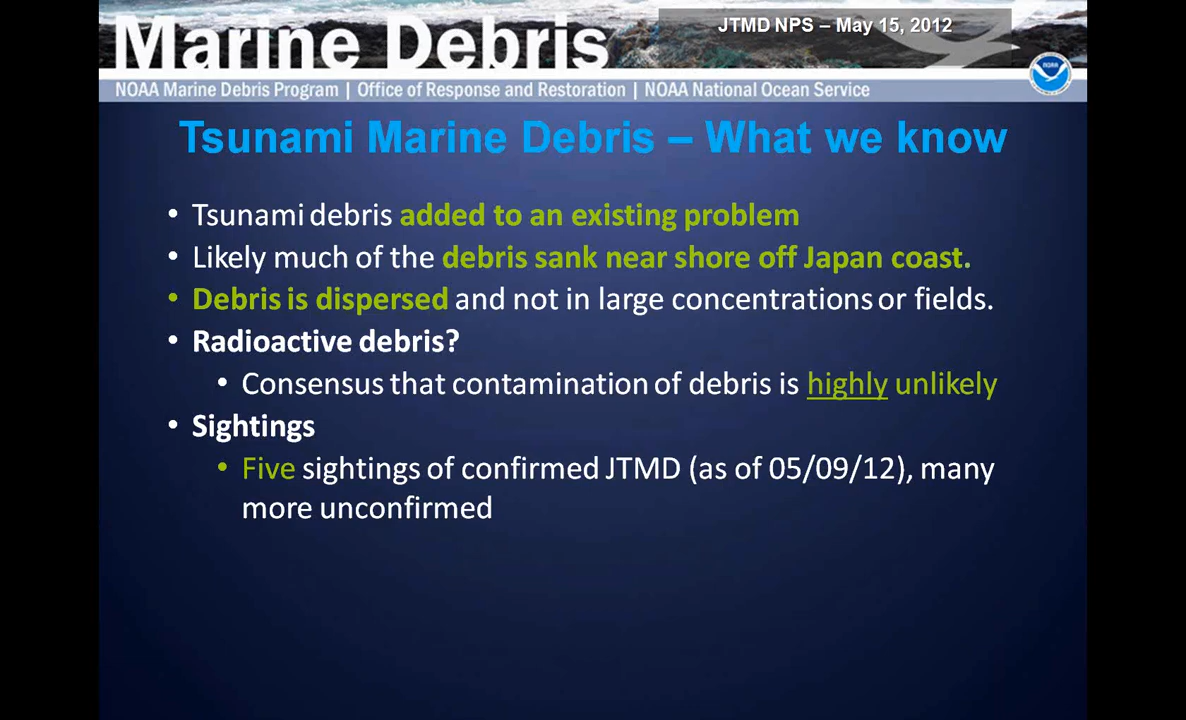 JTMD NPS – May 15, 2012
Marine Debris
NOAA
NOAA Marine Debris Program | Office of Response and Restoration | NOAA National Ocean Service
Tsunami Marine Debris – What we know
• Tsunami debris added to an existing problem
• Likely much of the debris sank near shore off Japan coast.
• Debris is dispersed and not in large concentrations or fields.
• Radioactive debris?
• Consensus that contamination of debris is highly unlikely
• Sightings
• Five sightings of confirmed JTMD (as of 05/09/12), many
more unconfirmed